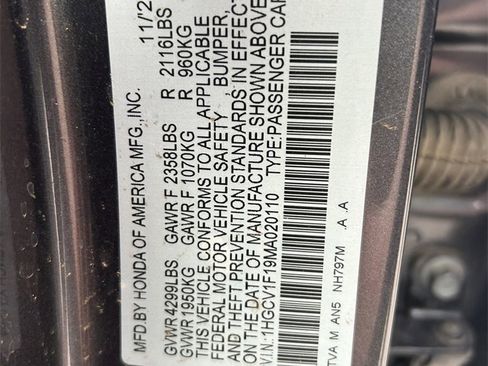 MFD.BY HONDA OF AMERICA MFG.,INC. 11/2
GVWR 4299LBS GAWR F 2358LBS R 2116LBS
GVWR 1950KG GAWR F 1070KG R 960KG
THIS VEHICLE CONFORMS TO ALL APPLICABLE
FEDERAL MOTOR VEHICLE SAFETY, BUMPER,
AND THEFT PREVENTION STANDARDS IN EFFECT
ON THE DATE OF MANUFACTURE SHOWN ABOVE
V.I.N.:1HGCV1F19MA020110 TYPE:PASSENGER CAR
TVA M AN5 NH797M A .A